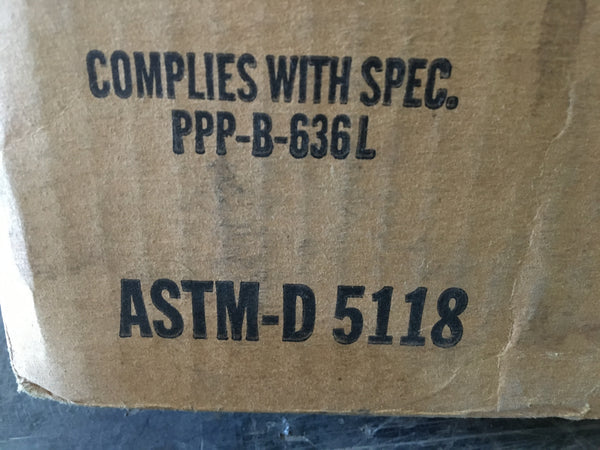 COMPLIES WITH SPEC.
PPP-B-636L
ASTM-D 5118